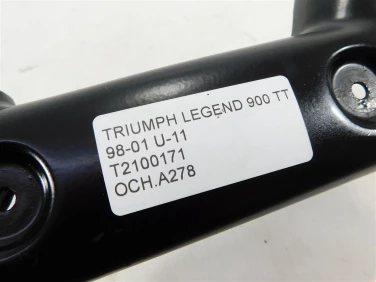 TRIUMPH LEGEND 900 TT
98-01 U-11
T2100171
OCH.A278